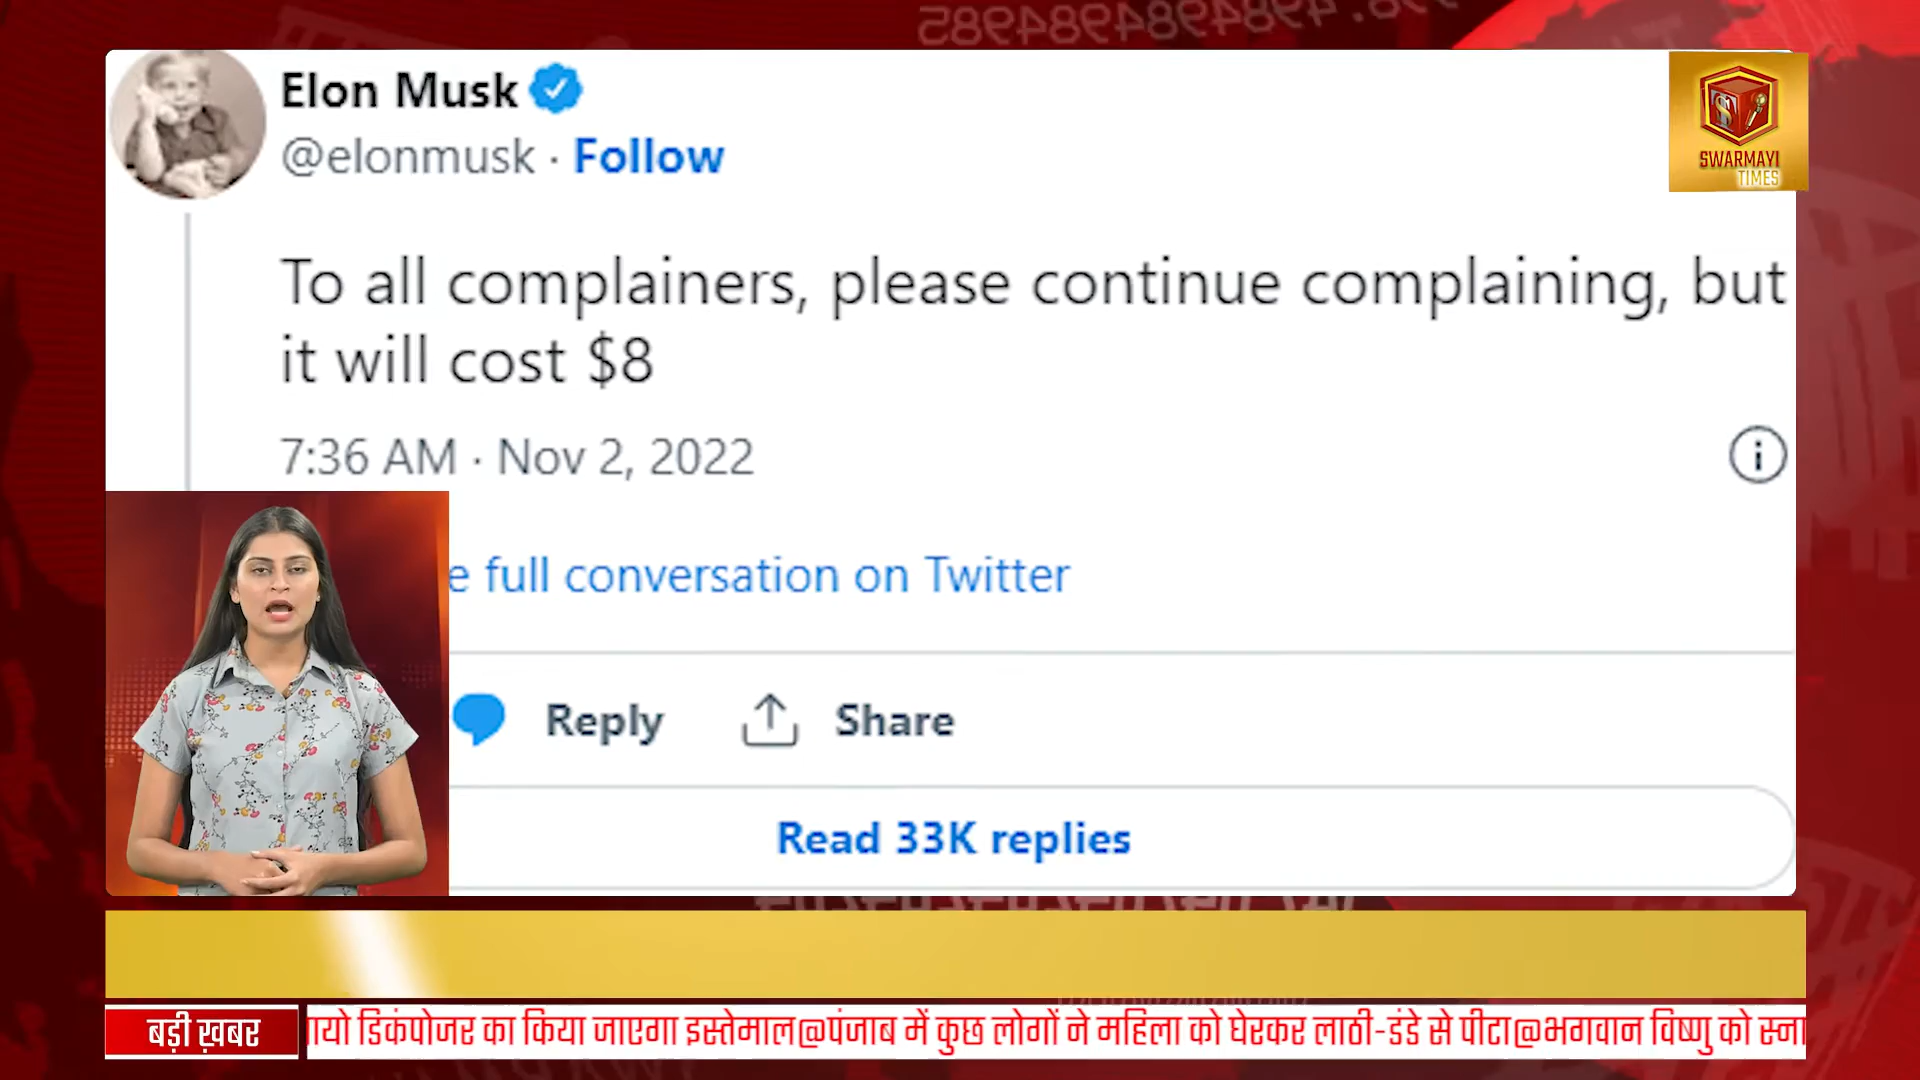 Elon Musk
@elonmusk · Follow
SWARMAYI
TIMES
To all complainers, please continue complaining, but
it will cost $8
7:36 AM · Nov 2, 2022
e full conversation on Twitter
Reply Share
Read 33K replies
बड़ी ख़बर
यो डिकंपोजर का किया जाएगा इस्तेमाल@पंजाब में कुछ लोगों ने महिला को घेरकर लाठी-डंडे से पीटा@भगवान विष्णु को स्ना